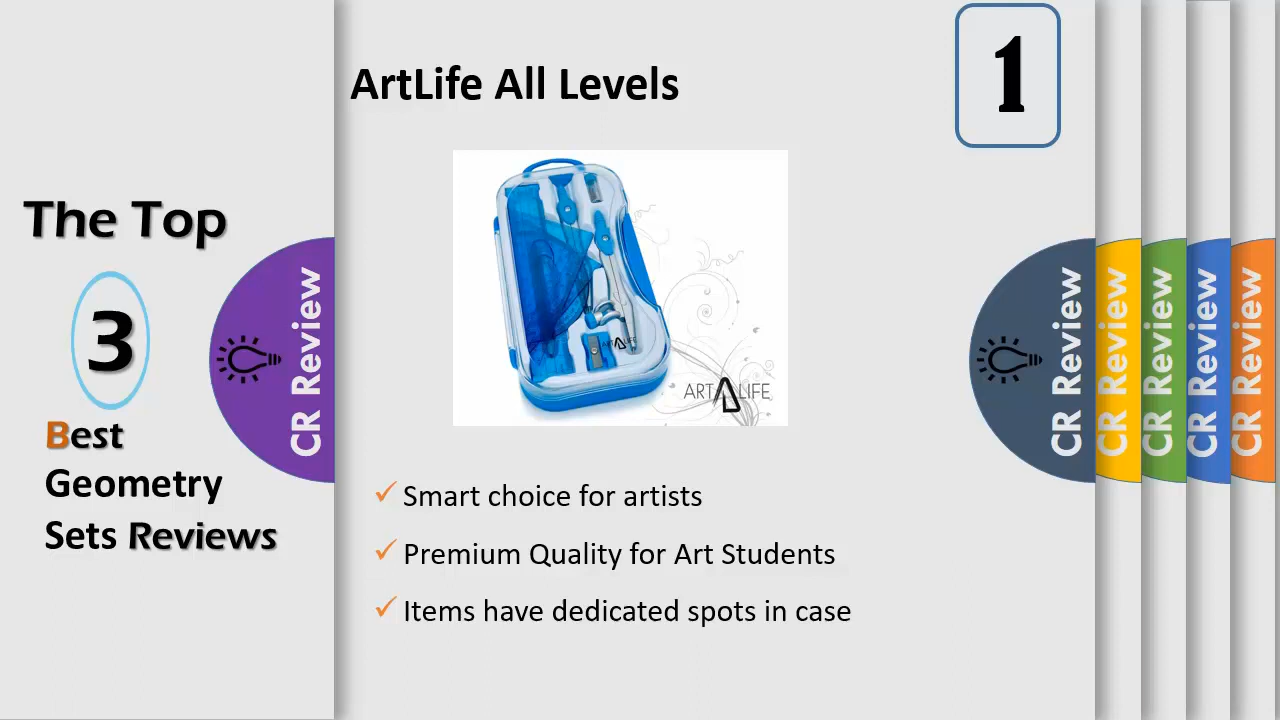 The Top
3
Best
Geometry
Sets Reviews
CR Review
ArtLife All Levels
1
ARTLIFE
ART LIFE
Smart choice for artists
Premium Quality for Art Students
Items have dedicated spots in case
CR Review
CR Review
CR Review
CR Review
CR Review